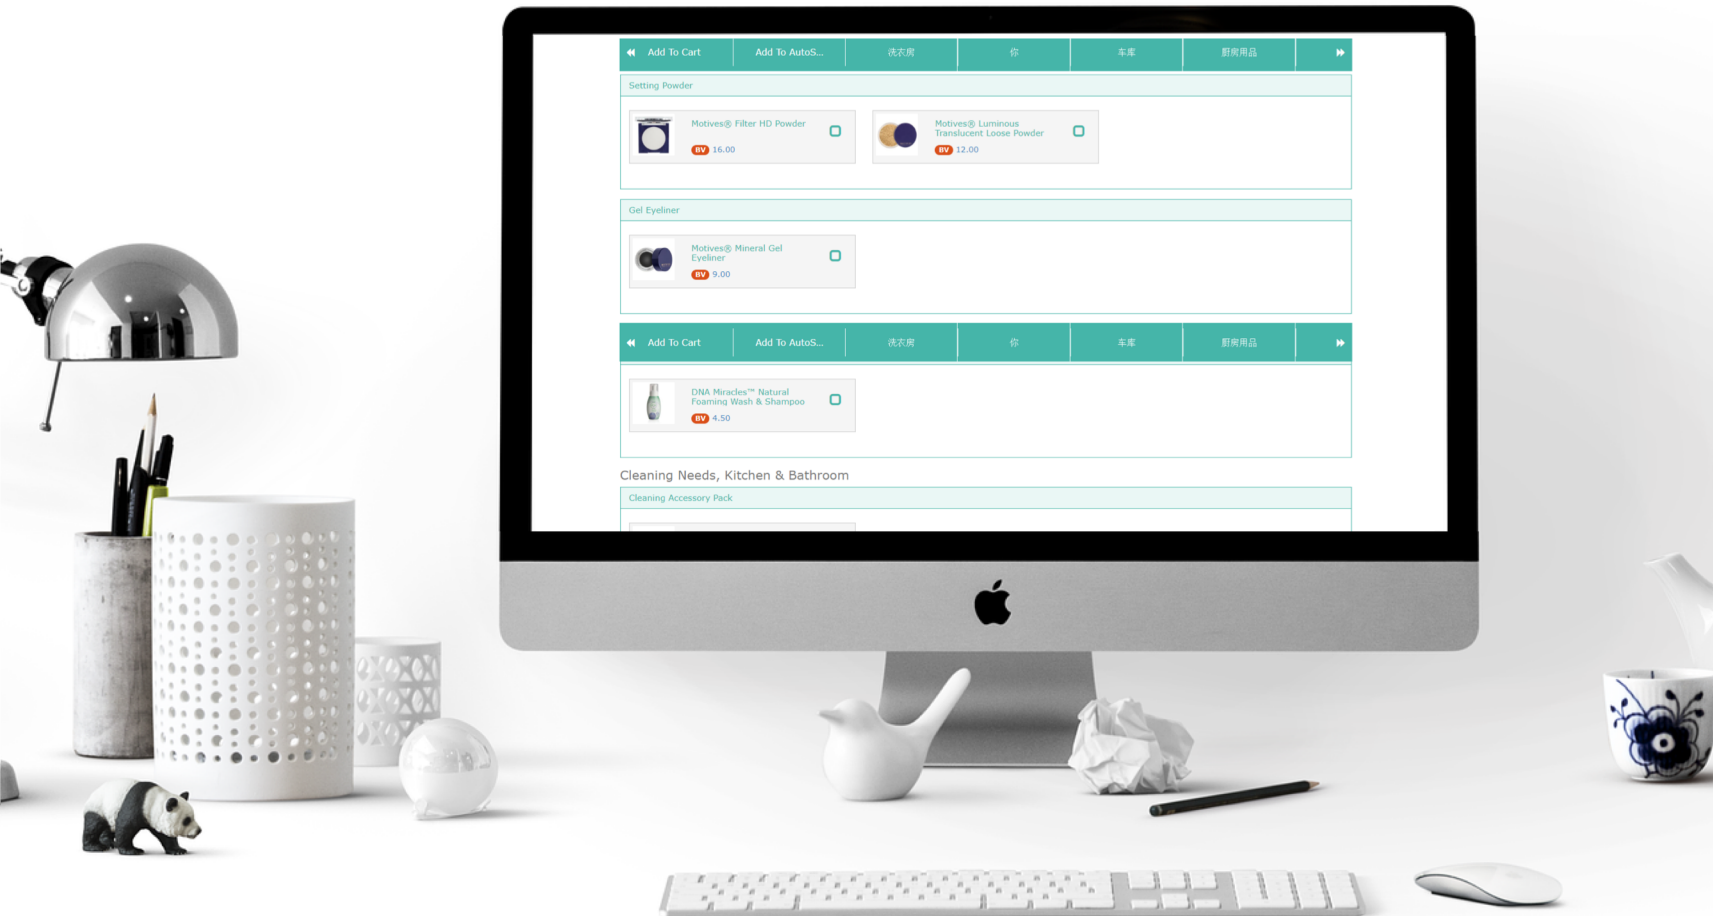 Add To Cart
Add To AutoS...
洗衣房
你
车库
厨房用品
Setting Powder
Motives® Filter HD Powder
BV 16.00
Motives® Luminous
Translucent Loose Powder
BV 12.00
Gel Eyeliner
Motives® Mineral Gel
Eyeliner
BV 9.00
Add To Cart
Add To AutoS...
洗衣房
你
车库
厨房用品
DNA Miracles™ Natural
Foaming Wash & Shampoo
BV 4.50
Cleaning Needs, Kitchen & Bathroom
Cleaning Accessory Pack